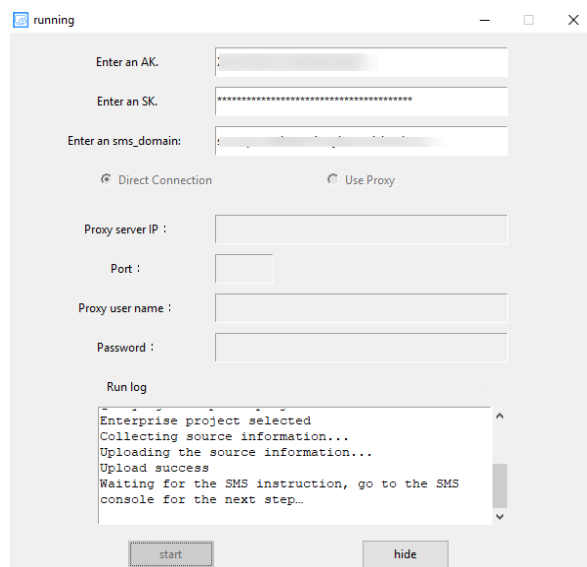 running
Enter an AK.
Enter an SK.
****************************************
Enter an sms_domain:
Direct Connection
Use Proxy
Proxy server IP：
Port：
Proxy user name：
Password：
Run log
Enterprise project selected
Collecting source information...
Uploading the source information...
Upload success
Waiting for the SMS instruction, go to the SMS
console for the next step…
start
hide